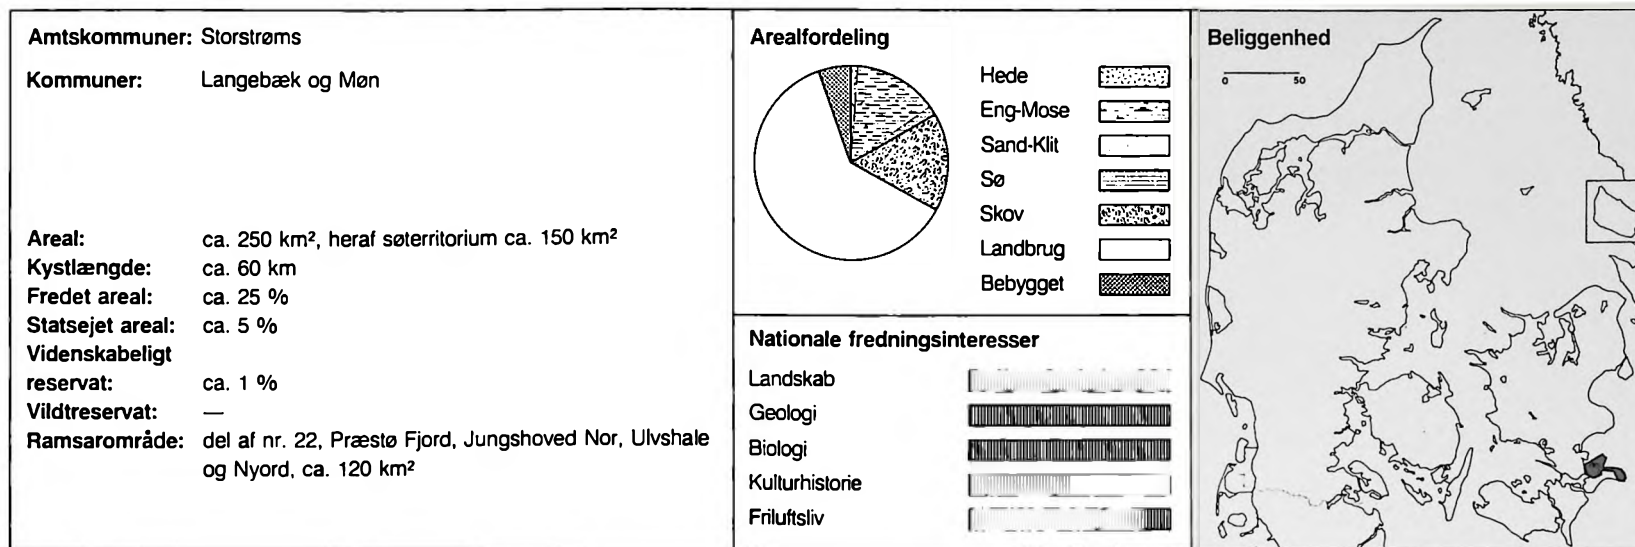 Amtskommuner: Storstrøms
Kommuner: Langebæk og Møn
Areal: ca. 250 km², heraf søterritorium ca. 150 km²
Kystlængde: ca. 60 km
Fredet areal: ca. 25 %
Statsejet areal: ca. 5 %
Videnskabeligt
reservat: ca. 1 %
Vildtreservat: —
Ramsarområde: del af nr. 22, Præstø Fjord, Jungshoved Nor, Ulvshale
og Nyord, ca. 120 km²
Arealfordeling
Hede
Eng-Mose
Sand-Klit
Sø
Skov
Landbrug
Bebygget
Nationale fredningsinteresser
Landskab
Geologi
Biologi
Kulturhistorie
Friluftsliv
Beliggenhed
0 50